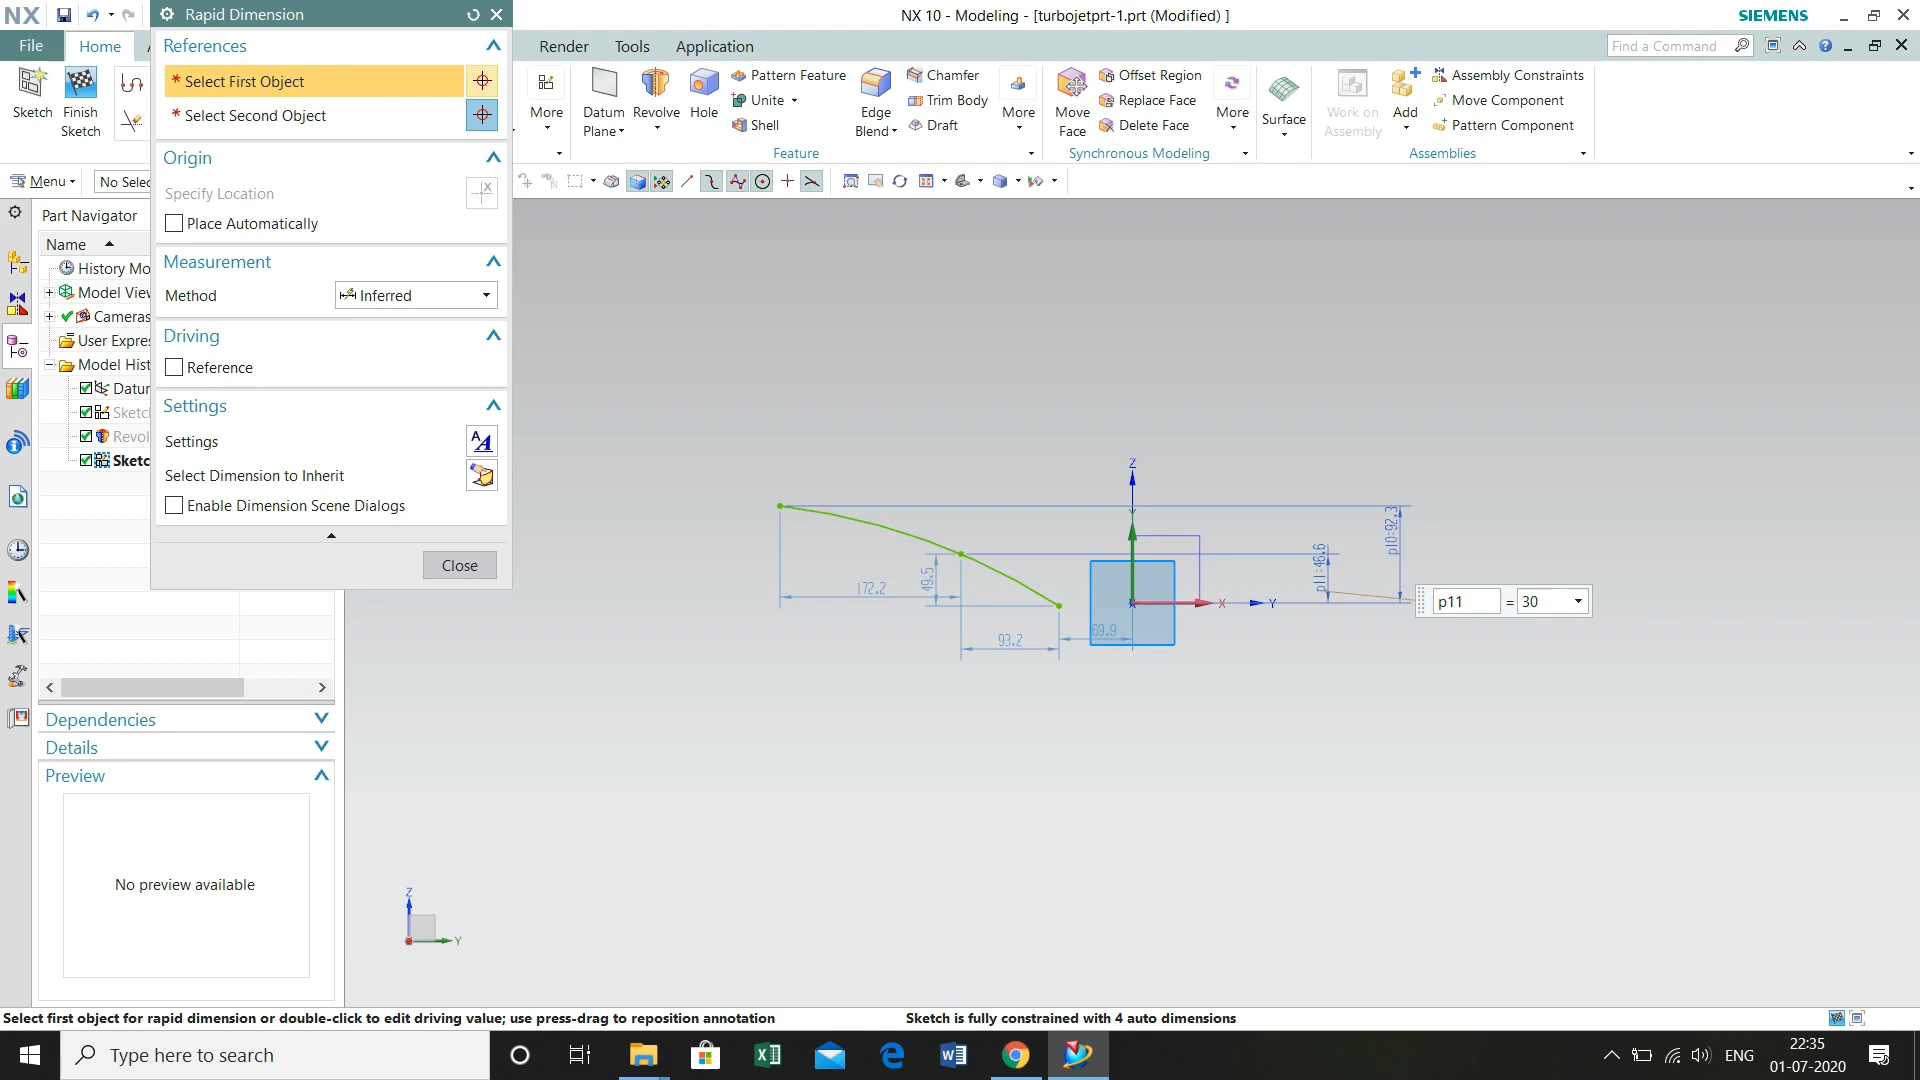 NX
Rapid Dimension
NX 10 - Modeling - [turbojetprt-1.prt (Modified) ]
SIEMENS
File
Home
Render
Tools
Application
Find a Command
References
* Select First Object
* Select Second Object
Origin
Specify Location
Place Automatically
Measurement
Method
Inferred
Driving
Reference
Settings
Settings
Select Dimension to Inherit
Enable Dimension Scene Dialogs
Close
Sketch
Finish Sketch
More
Datum Plane
Revolve
Hole
Pattern Feature
Unite
Shell
Edge Blend
Chamfer
Trim Body
Draft
More
Feature
Move Face
Offset Region
Replace Face
Delete Face
More
Synchronous Modeling
Surface
Work on Assembly
Add
Assembly Constraints
Move Component
Pattern Component
Assemblies
Menu
No Selec
Part Navigator
Name
History Mo
Model View
Cameras
User Expre
Model Hist
Datur
Sketc
Revol
Sketc
Dependencies
Details
Preview
No preview available
Z
Y
X
Y
172.2
49.5
93.2
69.9
p11:46.6
p10:92.3
p11 = 30
Z
Y
Select first object for rapid dimension or double-click to edit driving value; use press-drag to reposition annotation
Sketch is fully constrained with 4 auto dimensions
Type here to search
ENG
22:35
01-07-2020